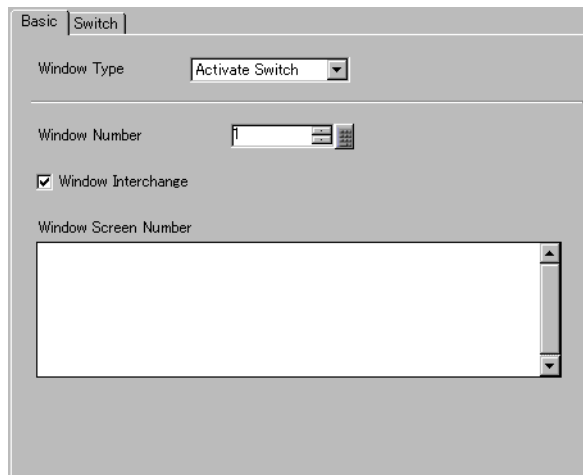 Basic Switch
Window Type Activate Switch
Window Number 1
Window Interchange
Window Screen Number